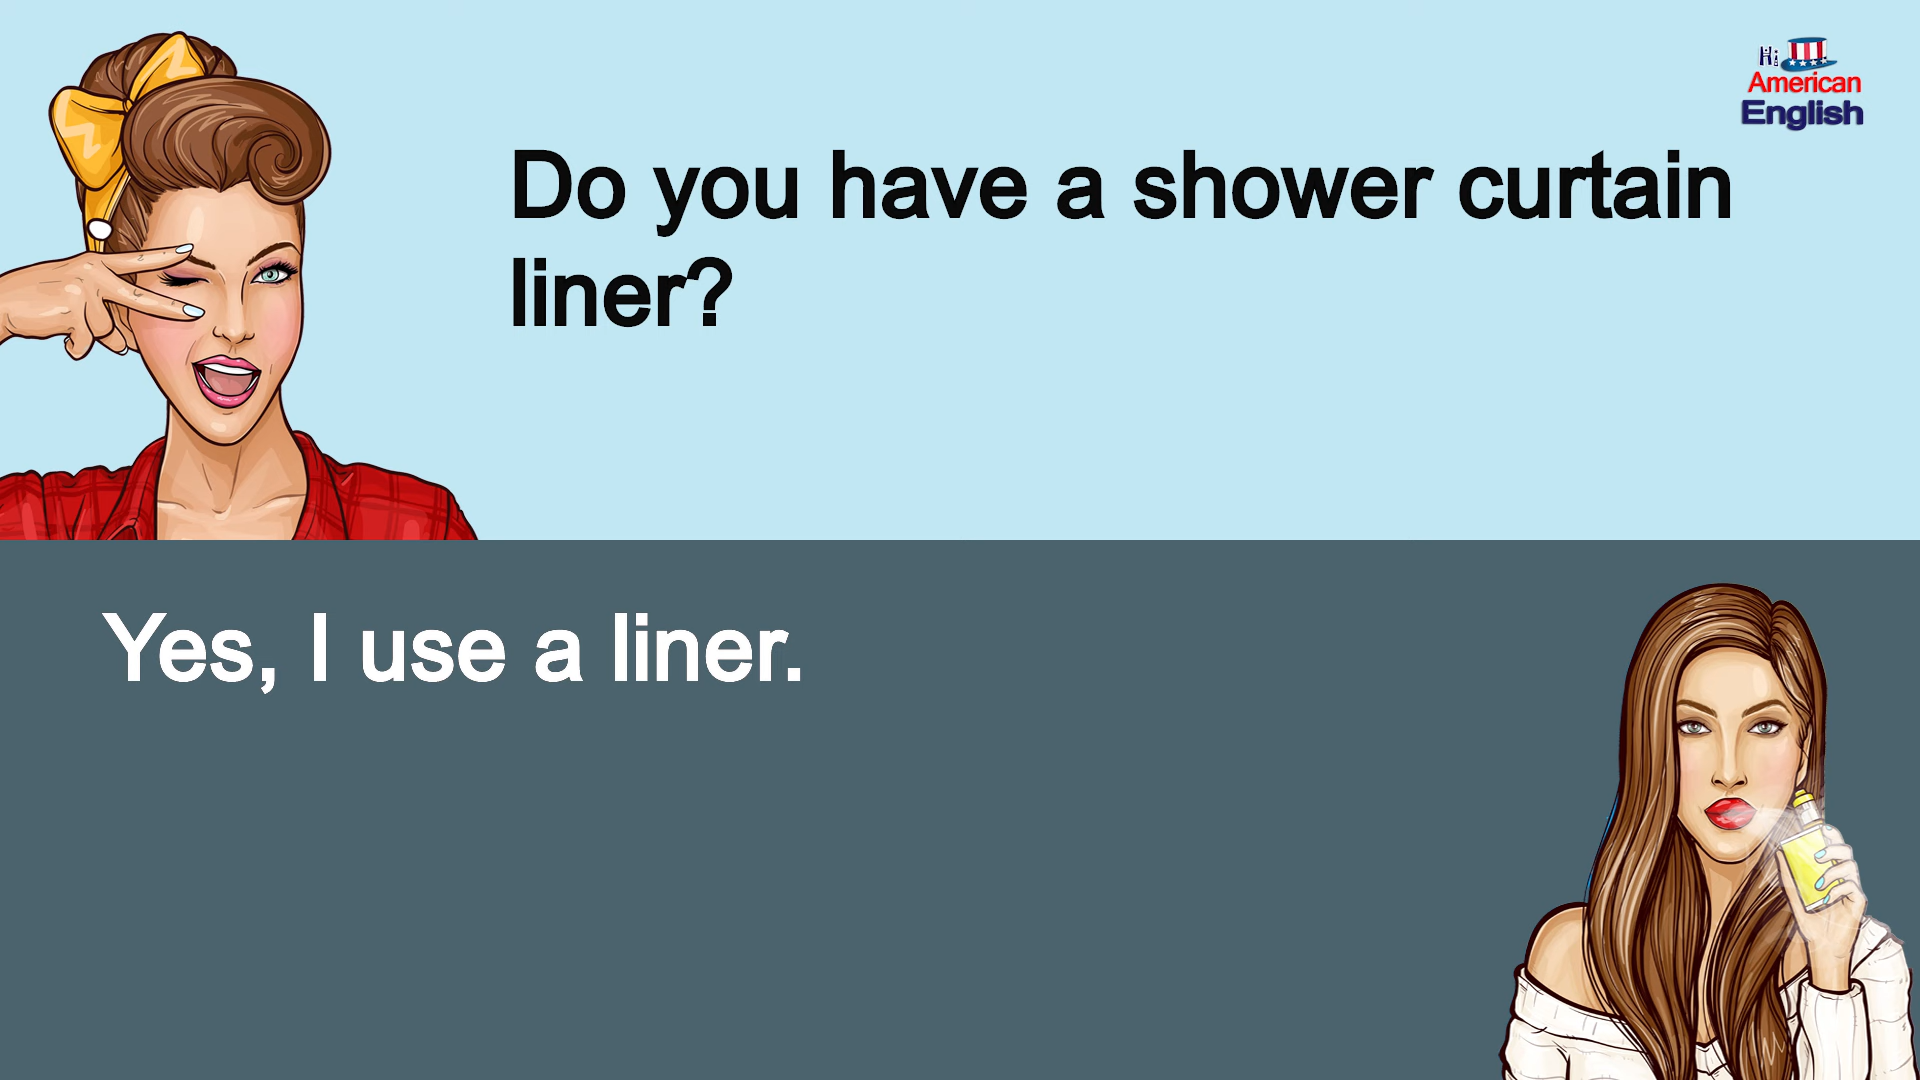 Hi
American
English
Do you have a shower curtain
liner?
Yes, I use a liner.